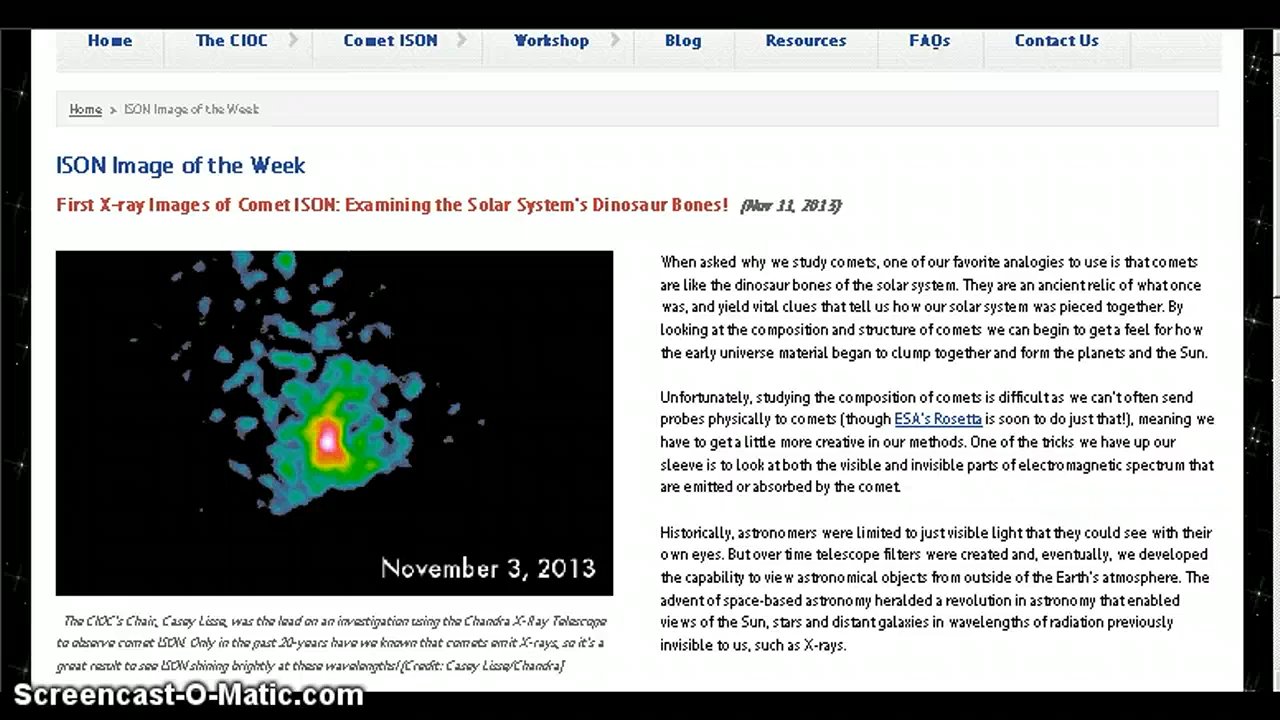 Home The CIOC Comet ISON Workshop Blog Resources FAQs Contact Us
Home > ISON Image of the Week
ISON Image of the Week
First X-ray Images of Comet ISON: Examining the Solar System's Dinosaur Bones! (Nov 11, 2013)
November 3, 2013
The CIOC's Chair, Casey Lisse, was the lead on an investigation using the Chandra X-Ray Telescope
to observe comet ISON. Only in the past 20-years have we known that comets emit X-rays, so it's a
great result to see ISON shining brightly at these wavelengths! [Credit: Casey Lisse/Chandra]
When asked why we study comets, one of our favorite analogies to use is that comets
are like the dinosaur bones of the solar system. They are an ancient relic of what once
was, and yield vital clues that tell us how our solar system was pieced together. By
looking at the composition and structure of comets we can begin to get a feel for how
the early universe material began to clump together and form the planets and the Sun.
Unfortunately, studying the composition of comets is difficult as we can't often send
probes physically to comets (though ESA's Rosetta is soon to do just that!), meaning we
have to get a little more creative in our methods. One of the tricks we have up our
sleeve is to look at both the visible and invisible parts of electromagnetic spectrum that
are emitted or absorbed by the comet.
Historically, astronomers were limited to just visible light that they could see with their
own eyes. But over time telescope filters were created and, eventually, we developed
the capability to view astronomical objects from outside of the Earth's atmosphere. The
advent of space-based astronomy heralded a revolution in astronomy that enabled
views of the Sun, stars and distant galaxies in wavelengths of radiation previously
invisible to us, such as X-rays.
Screencast-O-Matic.com